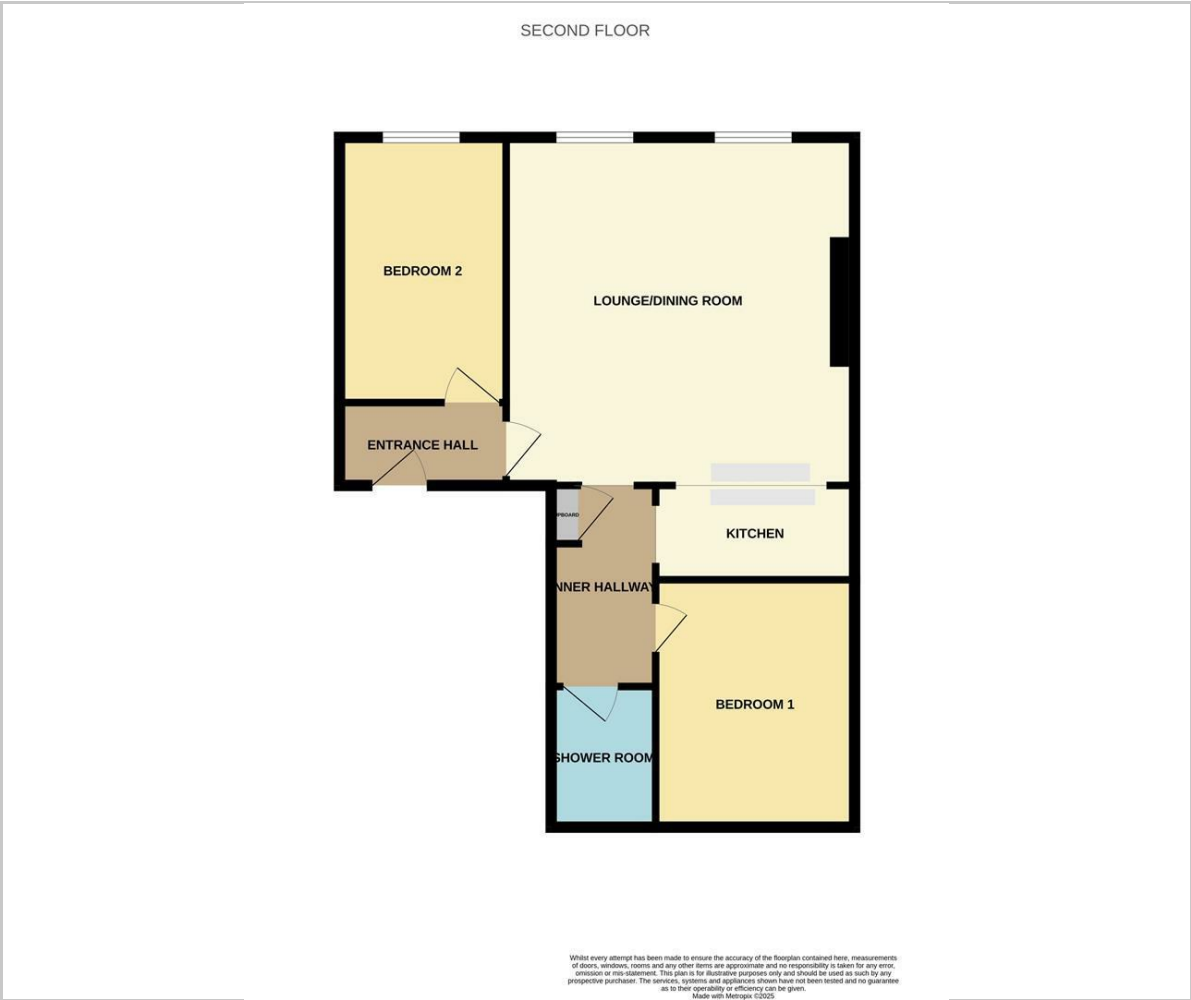 SECOND FLOOR
BEDROOM 2
LOUNGE/DINING ROOM
ENTRANCE HALL
PBOARD
KITCHEN
NNER HALLWAY
BEDROOM 1
SHOWER ROOM
Whilst every attempt has been made to ensure the accuracy of the floorplan contained here, measurements
of doors, windows, rooms and any other items are approximate and no responsibility is taken for any error,
omission or mis-statement. This plan is for illustrative purposes only and should be used as such by any
prospective purchaser. The services, systems and appliances shown have not been tested and no guarantee
as to their operability or efficiency can be given.
Made with Metropix ©2025